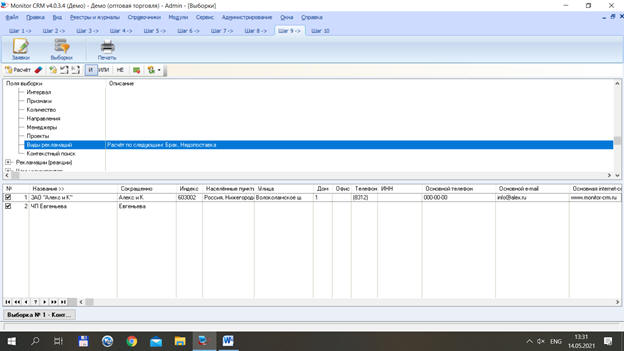 Monitor CRM v4.0.3.4 (Демо) - Демо (оптовая торговля) - Admin - [Выборки]
Файл Правка Вид Реестры и журналы Справочники Модули Сервис Администрирование Окна Справка
Шаг 1 -> Шаг 2 -> Шаг 3 -> Шаг 4 -> Шаг 5 -> Шаг 6 -> Шаг 7 -> Шаг 8 -> Шаг 9 -> Шаг 10
Заявки Выборки Печать
Расчёт И ИЛИ НЕ
Поля выборки Описание
Интервал
Признаки
Количество
Направления
Менеджеры
Проекты
Виды рекламаций Расчёт по следующим: Брак, Недопоставка
Контекстный поиск
Рекламации (реакции)
№ Название >> Сокращенно Индекс Населённые пункты Улица Дом Офис Телефон ИНН Основной телефон Основной e-mail Основная internet-с
1 ЗАО "Алекс и К" Алекс и К 603002 Россия, Нижегород Волоколамское ш. 1 (8312) 000-00-00 info@alex.ru www.monitor-crm.ru
2 ЧП Евгеньева Евгеньева
Выборка № 1 - Конт...
ENG 13:31
14.05.2021